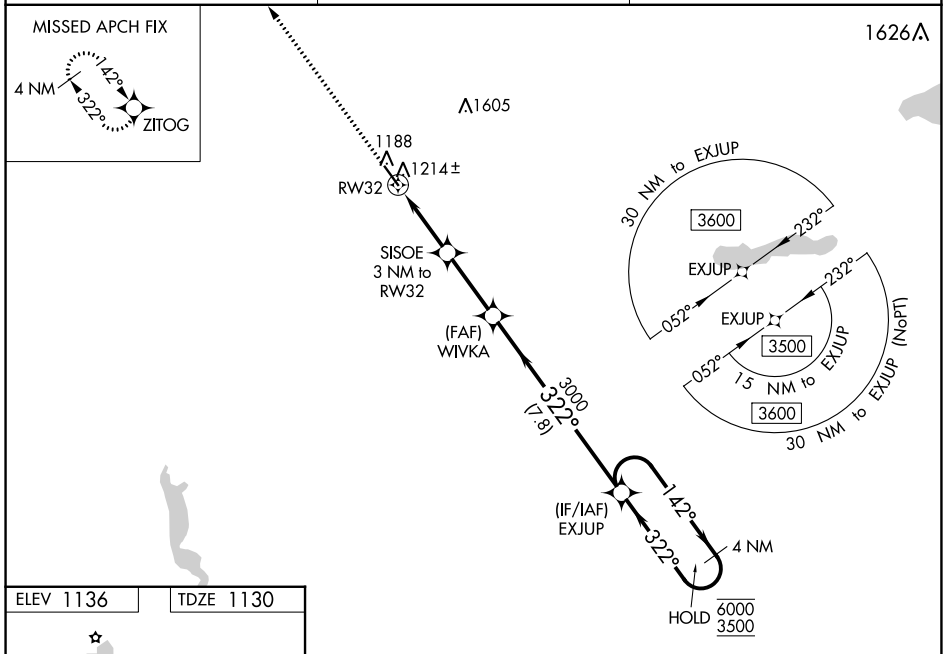 MISSED APCH FIX
4 NM
142°
322°
ZITOG
1626
1605
1188
1214±
RW32
SISOE
3 NM to
RW32
(FAF)
WIVKA
3000
322°
(7.8)
(IF/IAF)
EXJUP
142°
322°
4 NM
HOLD
6000
3500
30 NM to EXJUP
3600
232°
EXJUP
052°
232°
EXJUP
3500
052°
15 NM to EXJUP
3600
30 NM to EXJUP (NoPT)
ELEV 1136
TDZE 1130